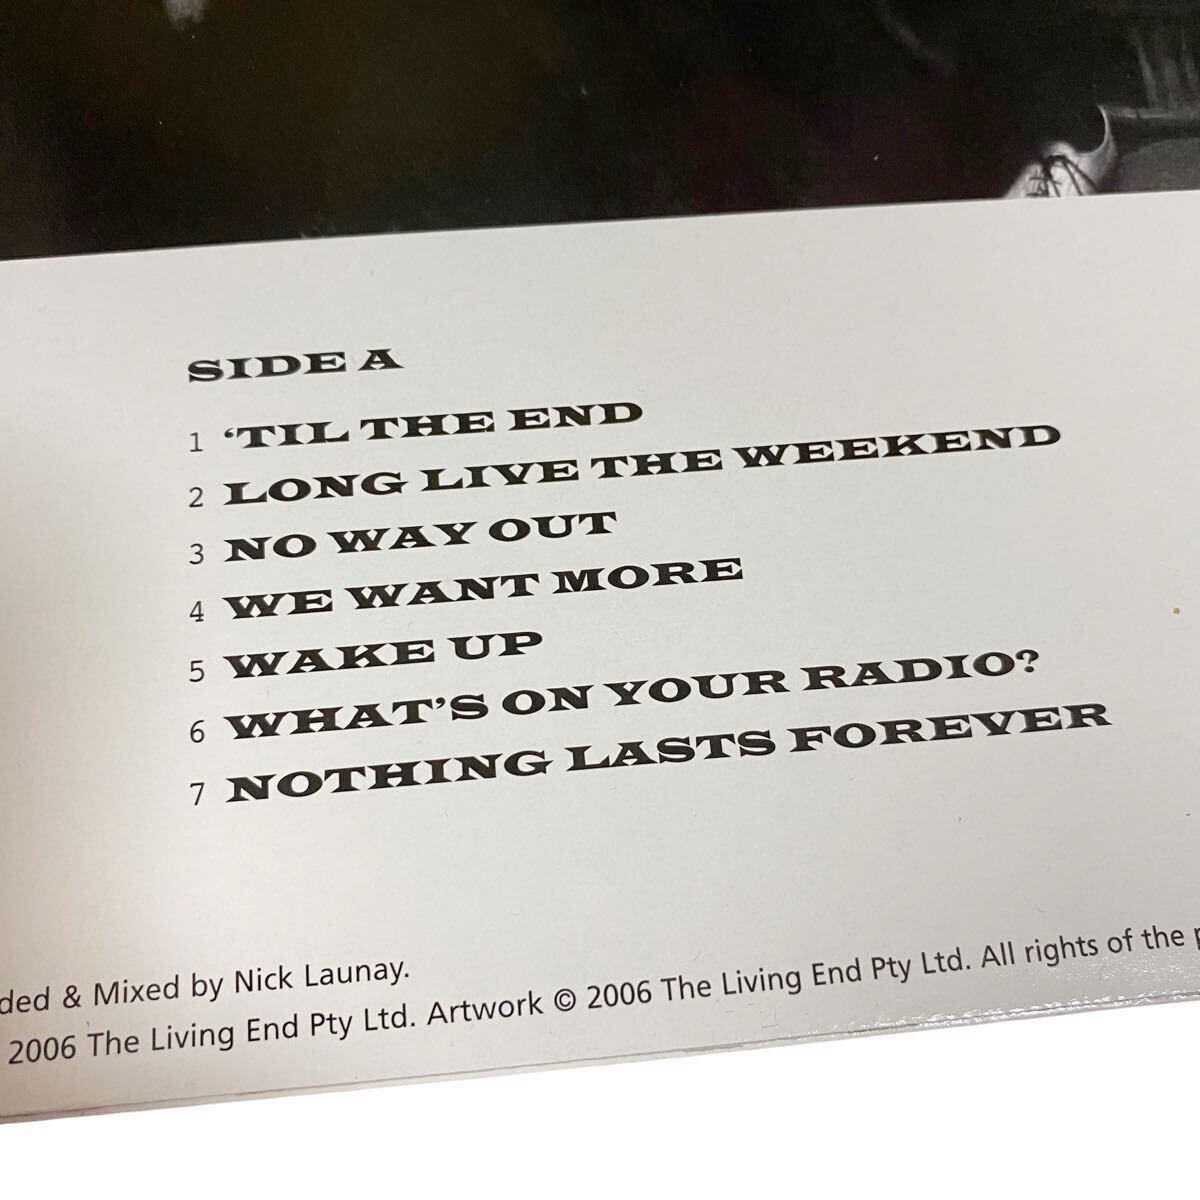 SIDE A
1 ‘TIL THE END
2 LONG LIVE THE WEEKEND
3 NO WAY OUT
4 WE WANT MORE
5 WAKE UP
6 WHAT'S ON YOUR RADIO?
7 NOTHING LASTS FOREVER
& Mixed by Nick Launay.
2006 The Living End Pty Ltd. Artwork © 2006 The Living End Pty Ltd. All rights of the